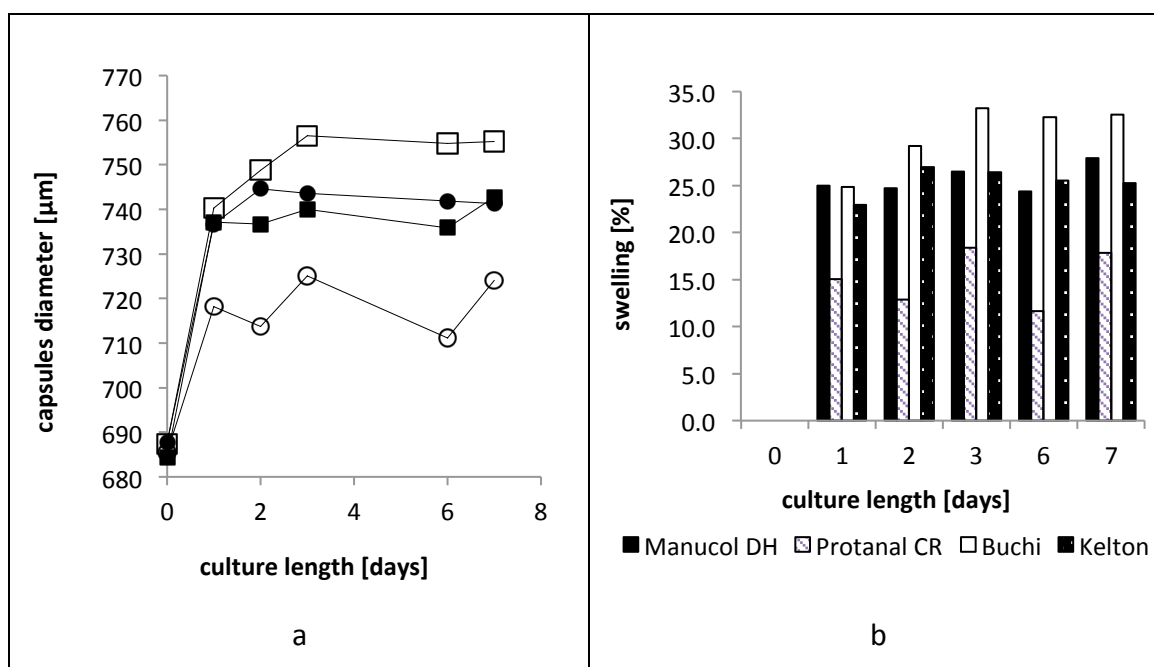 770
760
750
740
730
720
710
700
690
680
capsules diameter [µm]
0 2 4 6 8
culture length [days]
a
35.0
30.0
25.0
20.0
15.0
10.0
5.0
0.0
swelling [%]
0 1 2 3 6 7
culture length [days]
Manucol DH Protanal CR Buchi Kelton
b